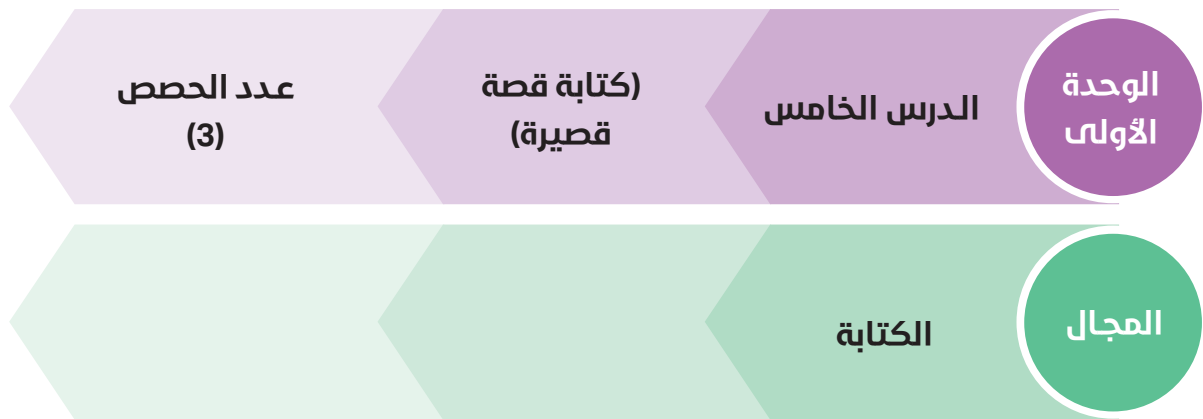 الوحدة
الأولى
الدرس الخامس
(كتابة قصة
قصيرة)
عدد الحصص
(3)
المجال
الكتابة